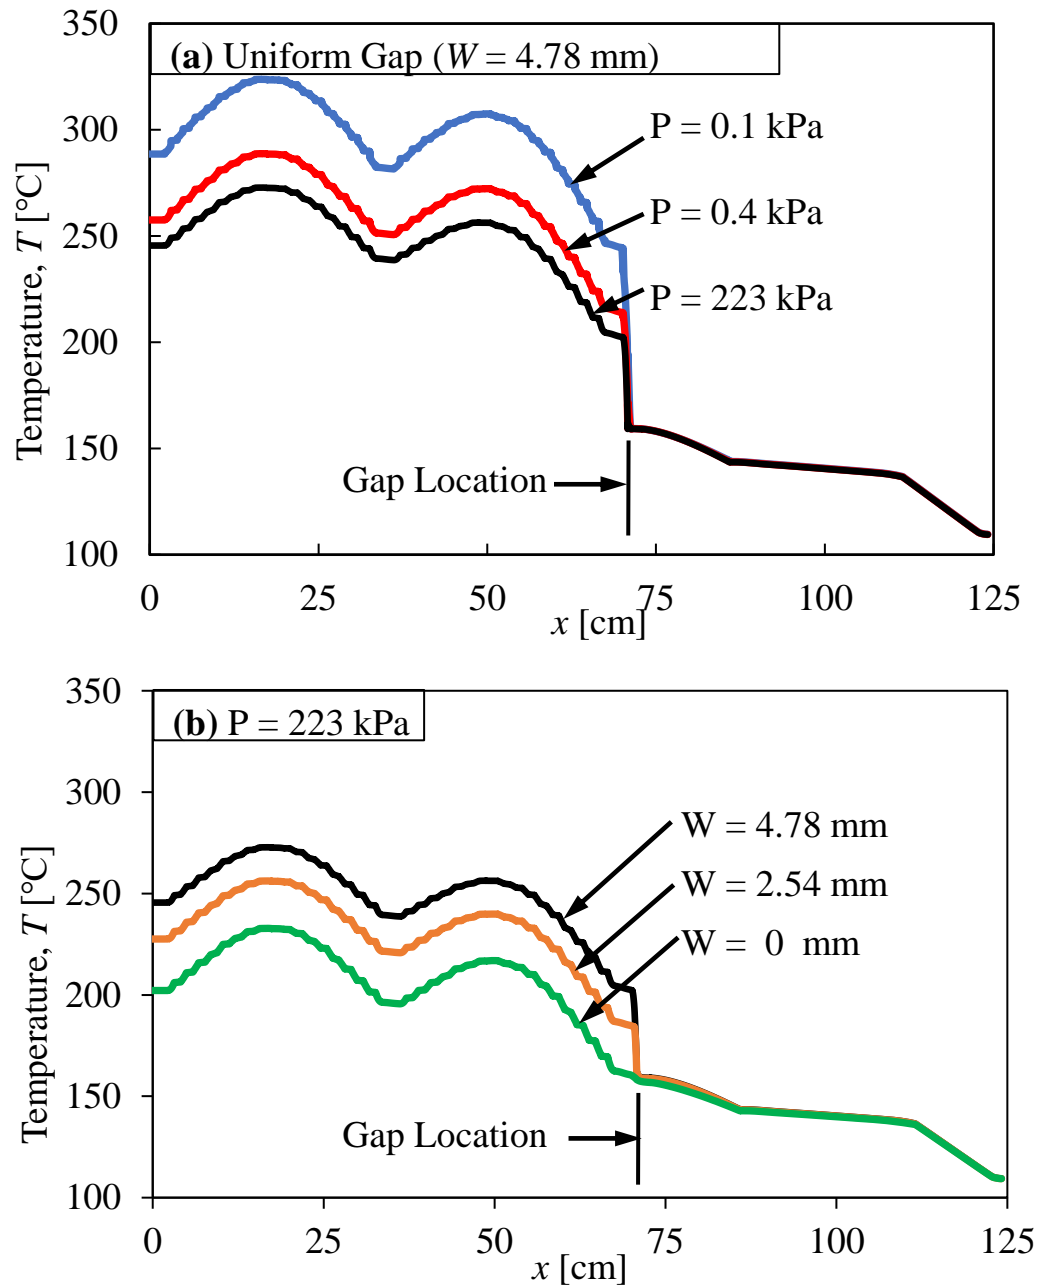 350
(a) Uniform Gap (W = 4.78 mm)
300
P = 0.1 kPa
P = 0.4 kPa
250
P = 223 kPa
200
Temperature, T [°C]
150
Gap Location
100
0 25 50 75 100 125
x [cm]
350
(b) P = 223 kPa
300
W = 4.78 mm
250
W = 2.54 mm
W = 0 mm
200
Temperature, T [°C]
150
Gap Location
100
0 25 50 75 100 125
x [cm]